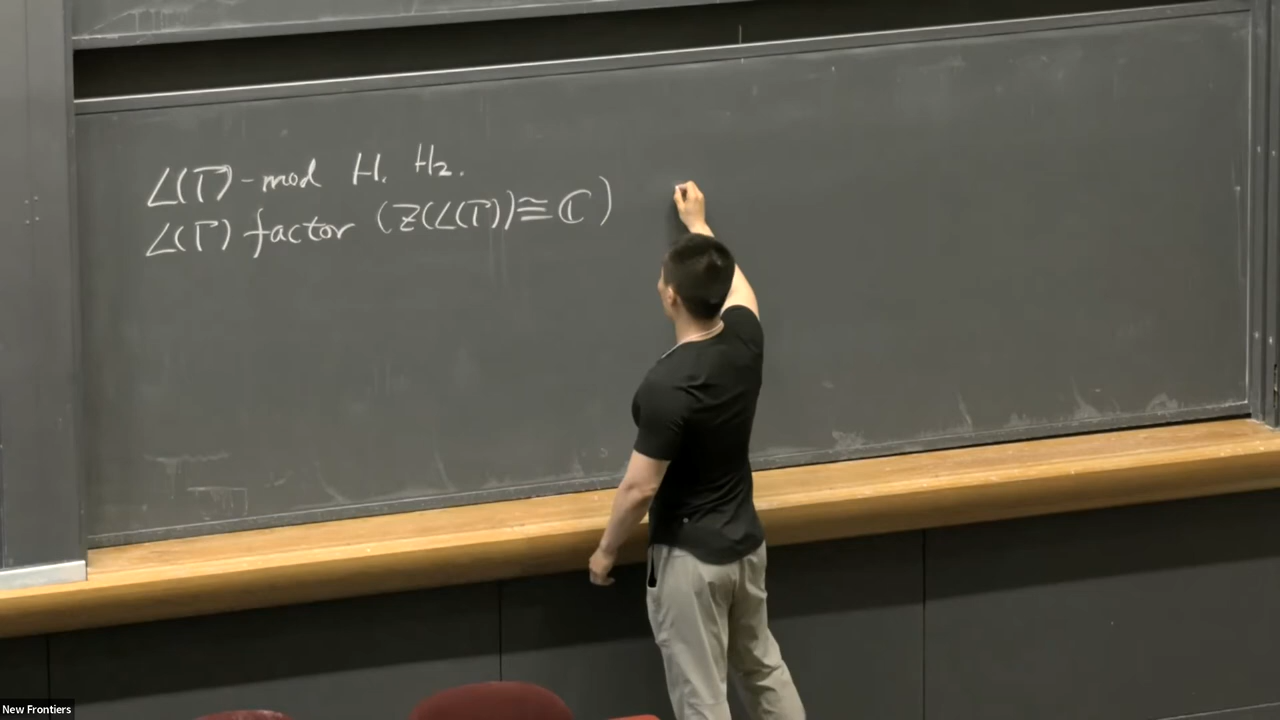 L(Γ)-mod H₁ H₂.
L(Γ) factor (Z(L(Γ))≅ℂ)
New Frontiers